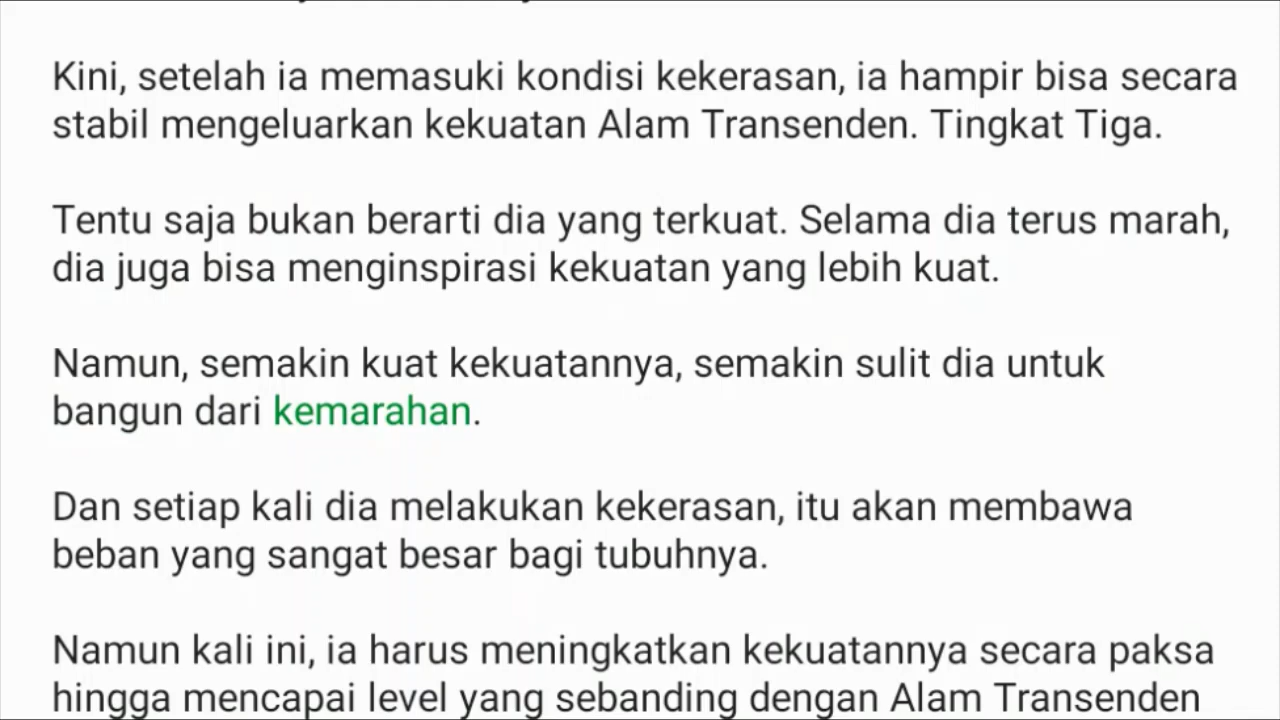 Kini, setelah ia memasuki kondisi kekerasan, ia hampir bisa secara
stabil mengeluarkan kekuatan Alam Transenden. Tingkat Tiga.
Tentu saja bukan berarti dia yang terkuat. Selama dia terus marah,
dia juga bisa menginspirasi kekuatan yang lebih kuat.
Namun, semakin kuat kekuatannya, semakin sulit dia untuk
bangun dari kemarahan.
Dan setiap kali dia melakukan kekerasan, itu akan membawa
beban yang sangat besar bagi tubuhnya.
Namun kali ini, ia harus meningkatkan kekuatannya secara paksa
hingga mencapai level yang sebanding dengan Alam Transenden